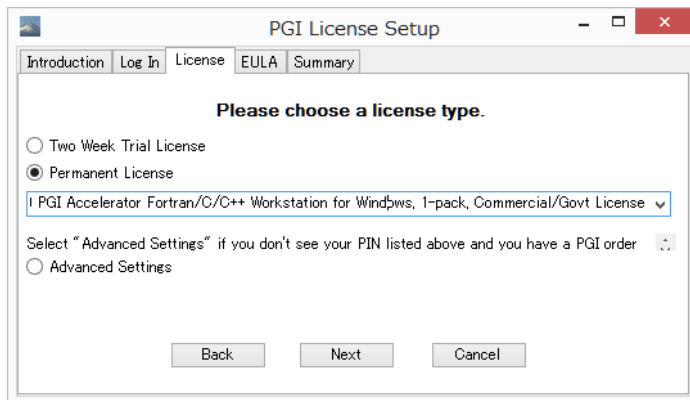 PGI License Setup
Introduction Log In License EULA Summary
Please choose a license type.
Two Week Trial License
Permanent License
PGI Accelerator Fortran/C/C++ Workstation for Windows, 1-pack, Commercial/Govt License
Select "Advanced Settings" if you don't see your PIN listed above and you have a PGI order
Advanced Settings
Back Next Cancel